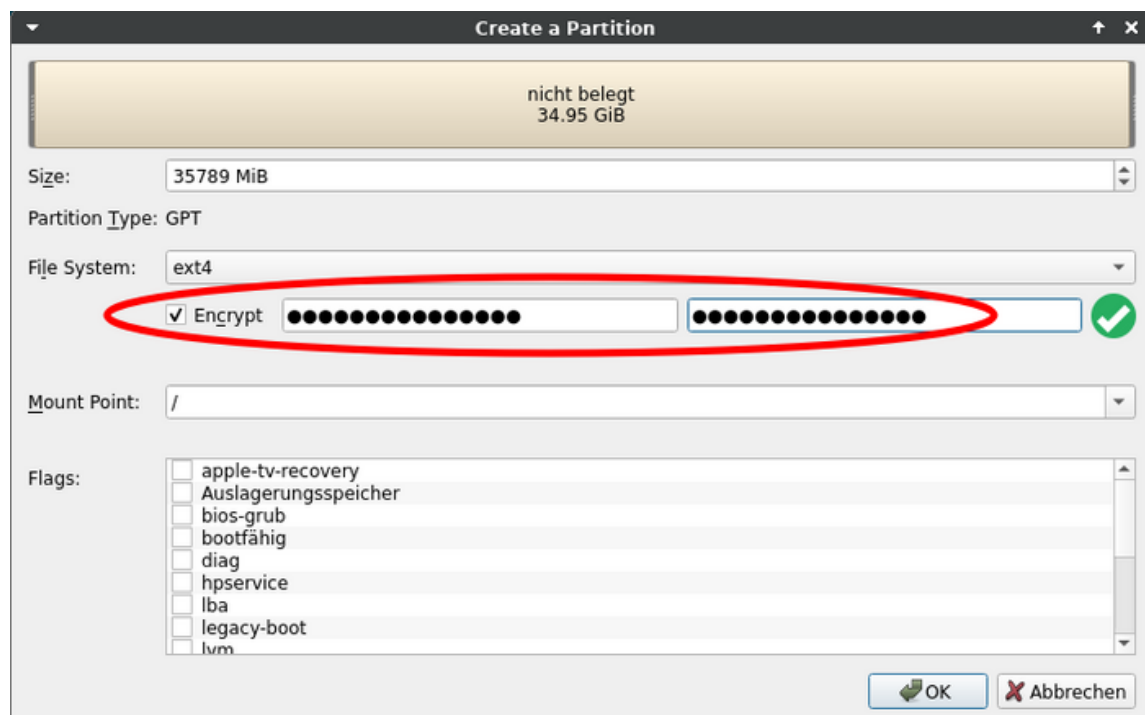 Create a Partition
nicht belegt
34.95 GiB
Size: 35789 MiB
Partition Type: GPT
File System: ext4
Encrypt ●●●●●●●●●●●●●●● ●●●●●●●●●●●●●●●
Mount Point: /
Flags: apple-tv-recovery
Auslagerungsspeicher
bios-grub
bootfähig
diag
hpservice
lba
legacy-boot
lvm
OK Abbrechen